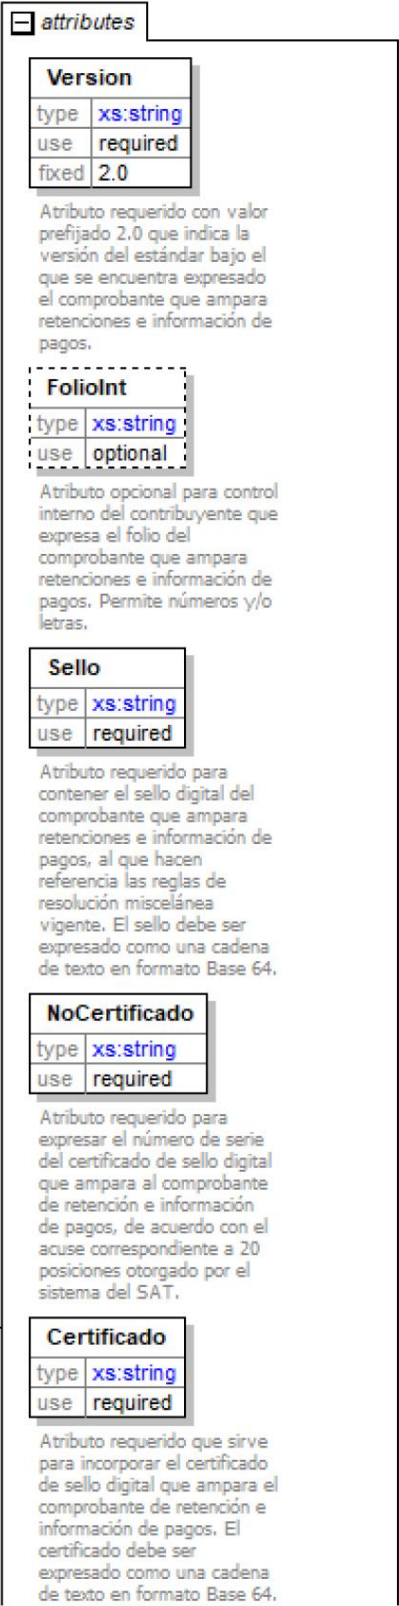 attributes
Version
type xs:string
use required
fixed 2.0
Atributo requerido con valor
prefijado 2.0 que indica la
versión del estándar bajo el
que se encuentra expresado
el comprobante que ampara
retenciones e información de
pagos.
FolioInt
type xs:string
use optional
Atributo opcional para control
interno del contribuyente que
expresa el folio del
comprobante que ampara
retenciones e información de
pagos. Permite números y/o
letras.
Sello
type xs:string
use required
Atributo requerido para
contener el sello digital del
comprobante que ampara
retenciones e información de
pagos, al que hacen
referencia las reglas de
resolución miscelánea
vigente. El sello debe ser
expresado como una cadena
de texto en formato Base 64.
NoCertificado
type xs:string
use required
Atributo requerido para
expresar el número de serie
del certificado de sello digital
que ampara al comprobante
de retención e información
de pagos, de acuerdo con el
acuse correspondiente a 20
posiciones otorgado por el
sistema del SAT.
Certificado
type xs:string
use required
Atributo requerido que sirve
para incorporar el certificado
de sello digital que ampara el
comprobante de retención e
información de pagos. El
certificado debe ser
expresado como una cadena
de texto en formato Base 64.